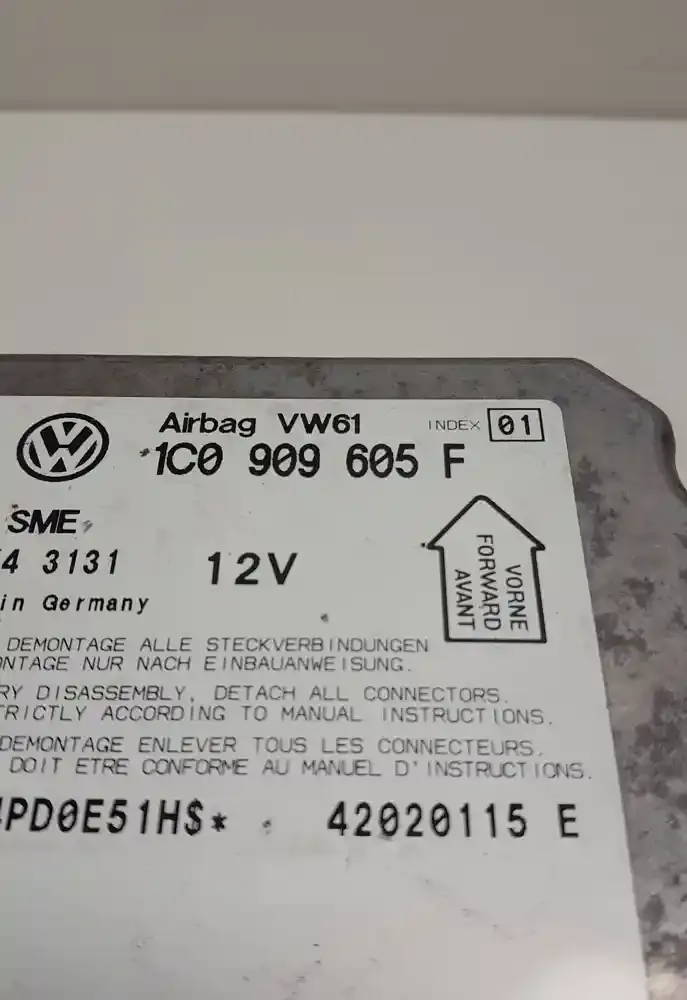 Airbag VW61 INDEX 01
1C0 909 605 F
SME
4 3131 12V
in Germany
VORNE
FORWARD
AVANT
DEMONTAGE ALLE STECKVERBINDUNGEN
NTAGE NUR NACH EINBAUANWEISUNG.
RY DISASSEMBLY, DETACH ALL CONNECTORS.
TRICTLY ACCORDING TO MANUAL INSTRUCTIONS.
DEMONTAGE ENLEVER TOUS LES CONNECTEURS.
DOIT ETRE CONFORME AU MANUEL D'INSTRUCTIONS.
PD0E51HS* 42020115 E